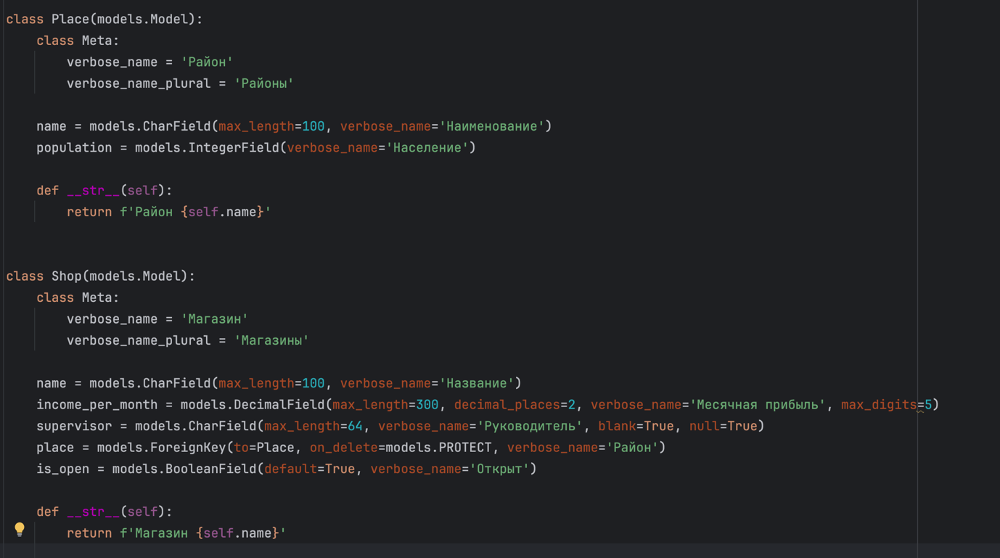 class Place(models.Model):
    class Meta:
        verbose_name = 'Район'
        verbose_name_plural = 'Районы'

    name = models.CharField(max_length=100, verbose_name='Наименование')
    population = models.IntegerField(verbose_name='Население')

    def __str__(self):
        return f'Район {self.name}'


class Shop(models.Model):
    class Meta:
        verbose_name = 'Магазин'
        verbose_name_plural = 'Магазины'

    name = models.CharField(max_length=100, verbose_name='Название')
    income_per_month = models.DecimalField(max_length=300, decimal_places=2, verbose_name='Месячная прибыль', max_digits=5)
    supervisor = models.CharField(max_length=64, verbose_name='Руководитель', blank=True, null=True)
    place = models.ForeignKey(to=Place, on_delete=models.PROTECT, verbose_name='Район')
    is_open = models.BooleanField(default=True, verbose_name='Открыт')

    def __str__(self):
        return f'Магазин {self.name}'